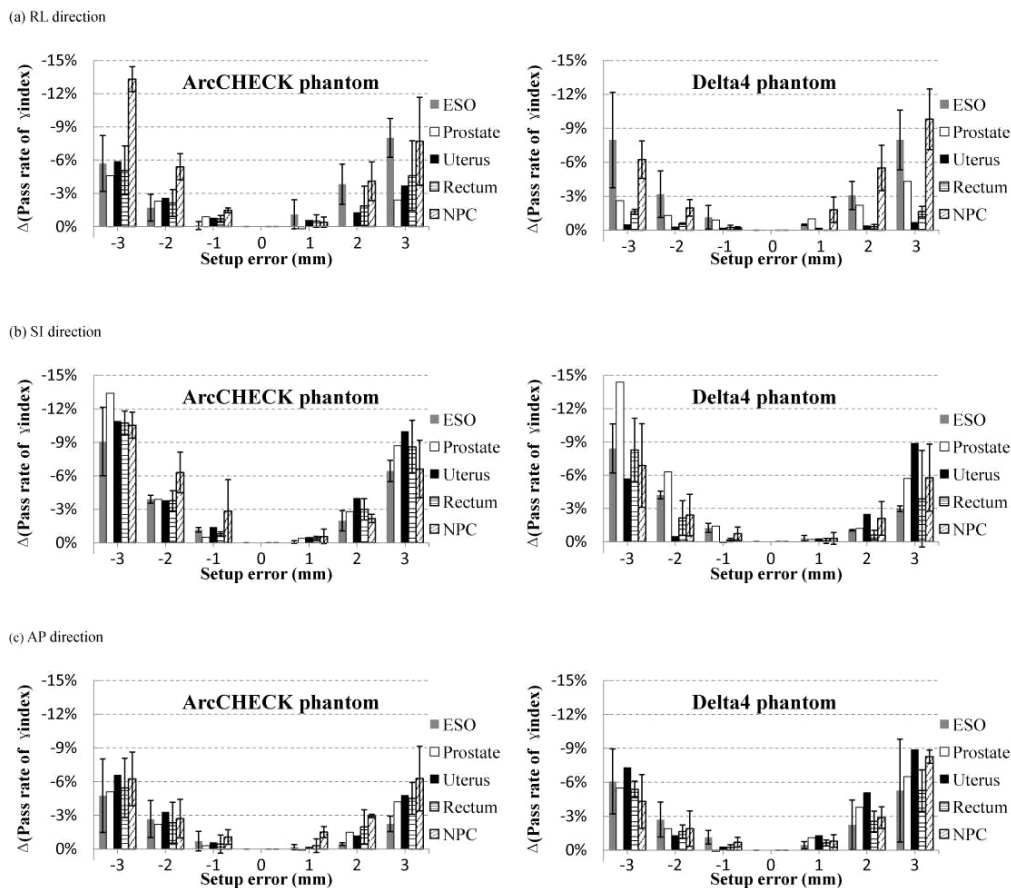 (a) RL direction
ArcCHECK phantom
Δ(Pass rate of γindex)
-15%
-12%
-9%
-6%
-3%
0%
-3 -2 -1 0 1 2 3
Setup error (mm)
ESO
Prostate
Uterus
Rectum
NPC
Delta4 phantom
Δ(Pass rate of γindex)
-15%
-12%
-9%
-6%
-3%
0%
-3 -2 -1 0 1 2 3
Setup error (mm)
ESO
Prostate
Uterus
Rectum
NPC
(b) SI direction
ArcCHECK phantom
Δ(Pass rate of γindex)
-15%
-12%
-9%
-6%
-3%
0%
-3 -2 -1 0 1 2 3
Setup error (mm)
ESO
Prostate
Uterus
Rectum
NPC
Delta4 phantom
Δ(Pass rate of γindex)
-15%
-12%
-9%
-6%
-3%
0%
-3 -2 -1 0 1 2 3
Setup error (mm)
ESO
Prostate
Uterus
Rectum
NPC
(c) AP direction
ArcCHECK phantom
Δ(Pass rate of γindex)
-15%
-12%
-9%
-6%
-3%
0%
-3 -2 -1 0 1 2 3
Setup error (mm)
ESO
Prostate
Uterus
Rectum
NPC
Delta4 phantom
Δ(Pass rate of γindex)
-15%
-12%
-9%
-6%
-3%
0%
-3 -2 -1 0 1 2 3
Setup error (mm)
ESO
Prostate
Uterus
Rectum
NPC